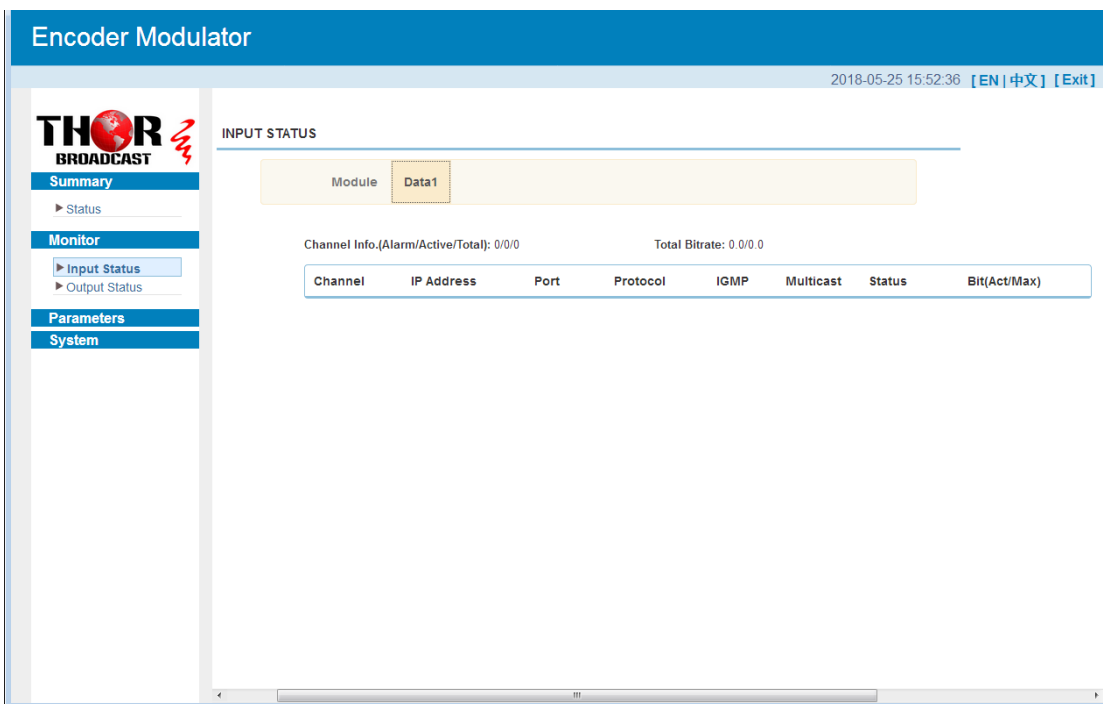 Encoder Modulator
2018-05-25 15:52:36 [ EN | 中文 ] [ Exit ]
THOR
BROADCAST
Summary
Status
Monitor
Input Status
Output Status
Parameters
System
INPUT STATUS
Module Data1
Channel Info.(Alarm/Active/Total): 0/0/0 Total Bitrate: 0.0/0.0
Channel IP Address Port Protocol IGMP Multicast Status Bit(Act/Max)